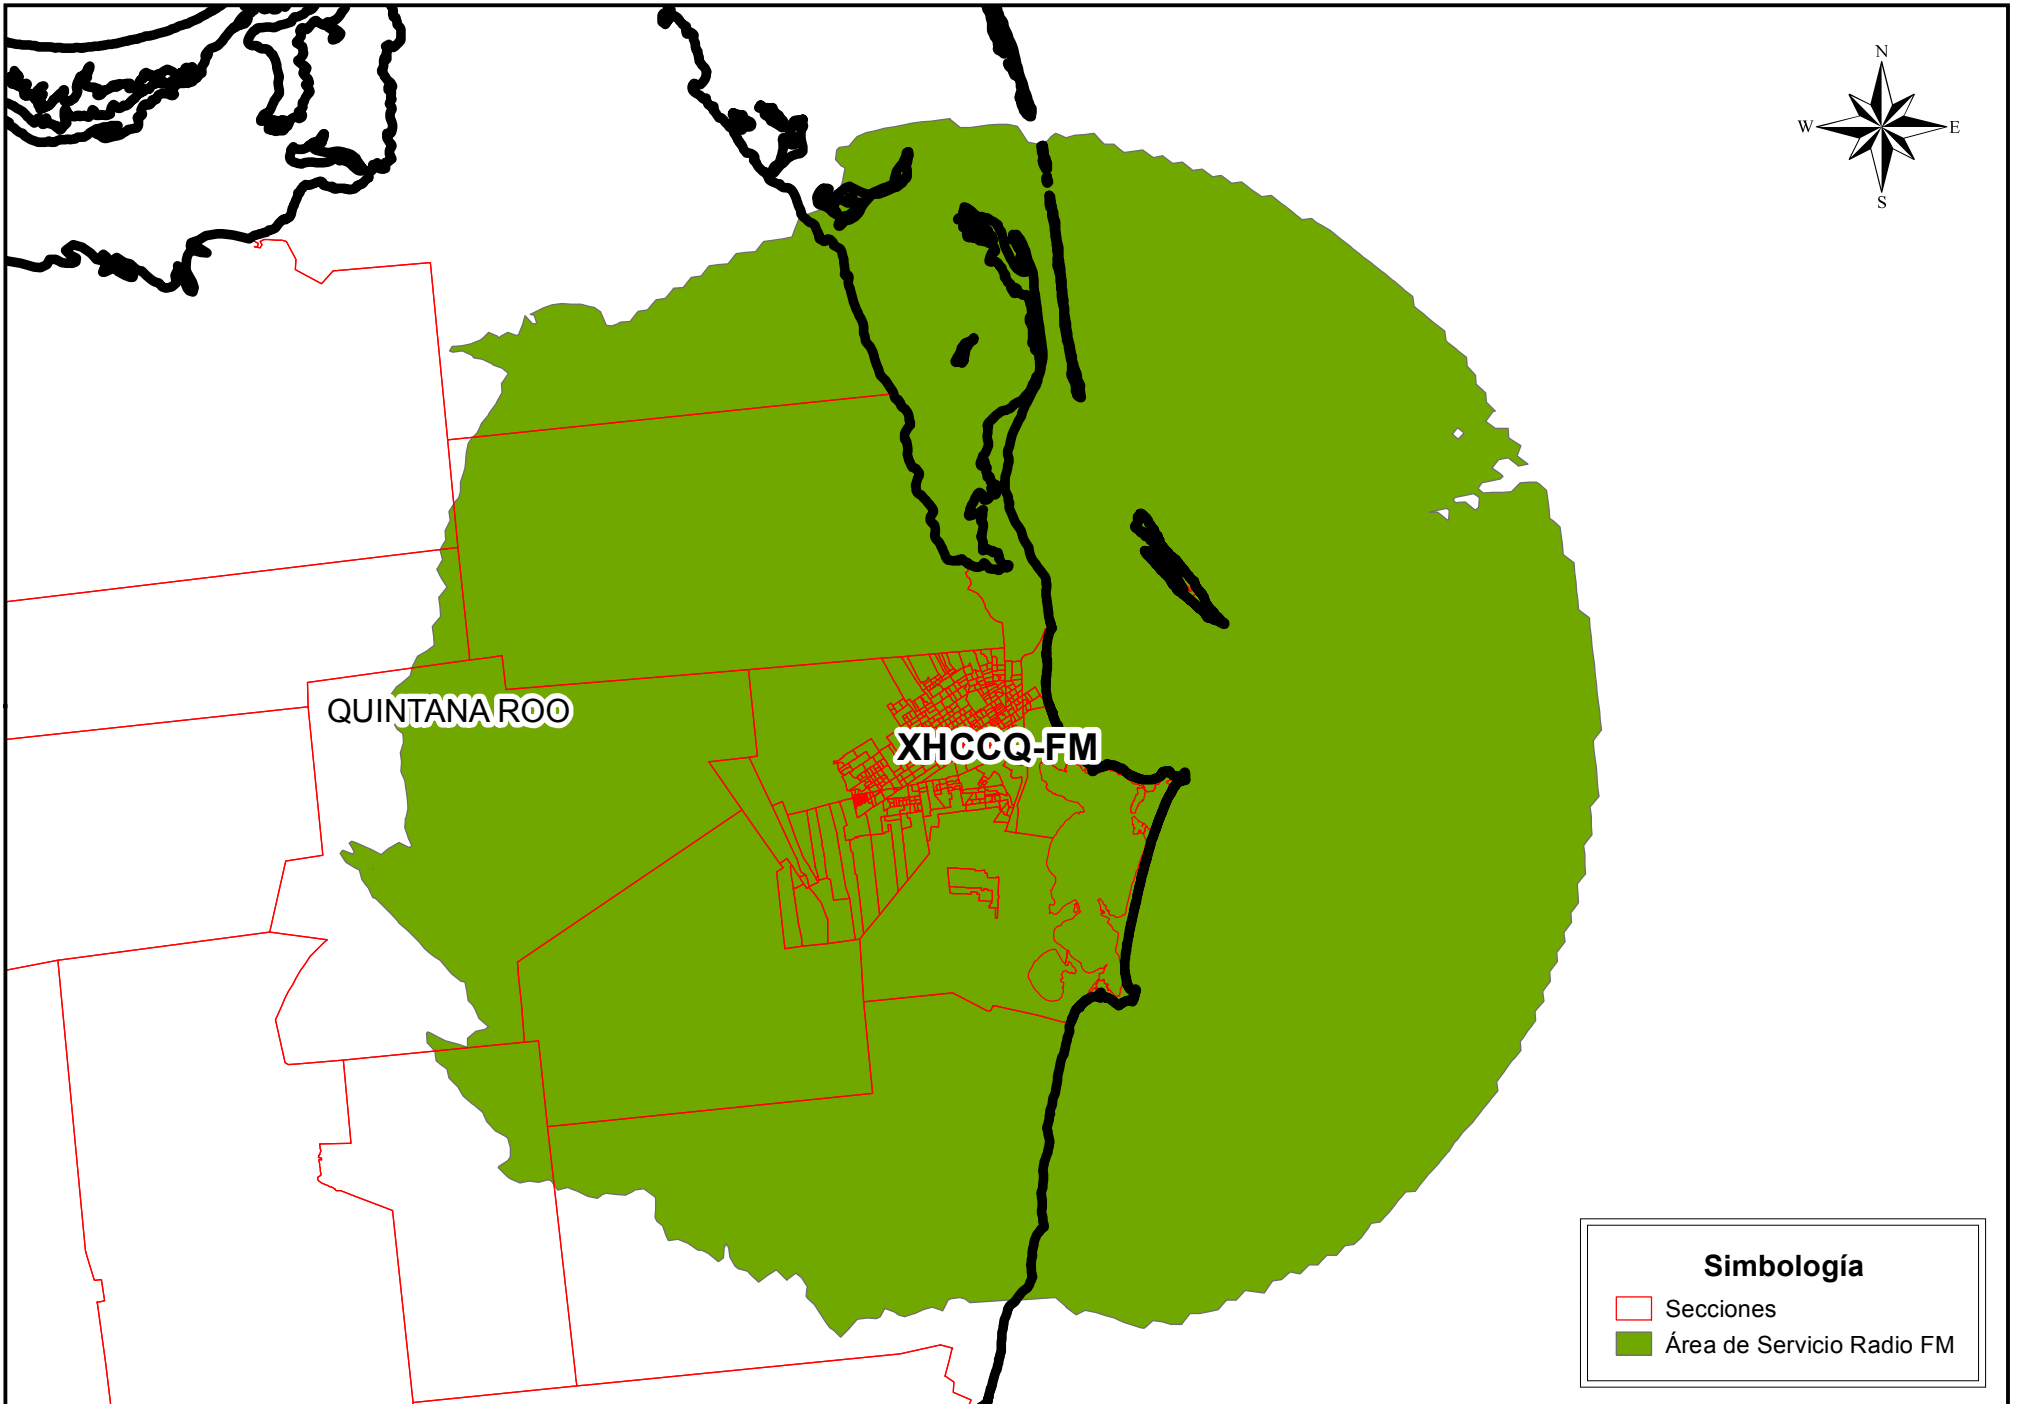 N
W
E
S
QUINTANA ROO
XHCCQ-FM
Simbología
Secciones
Área de Servicio Radio FM